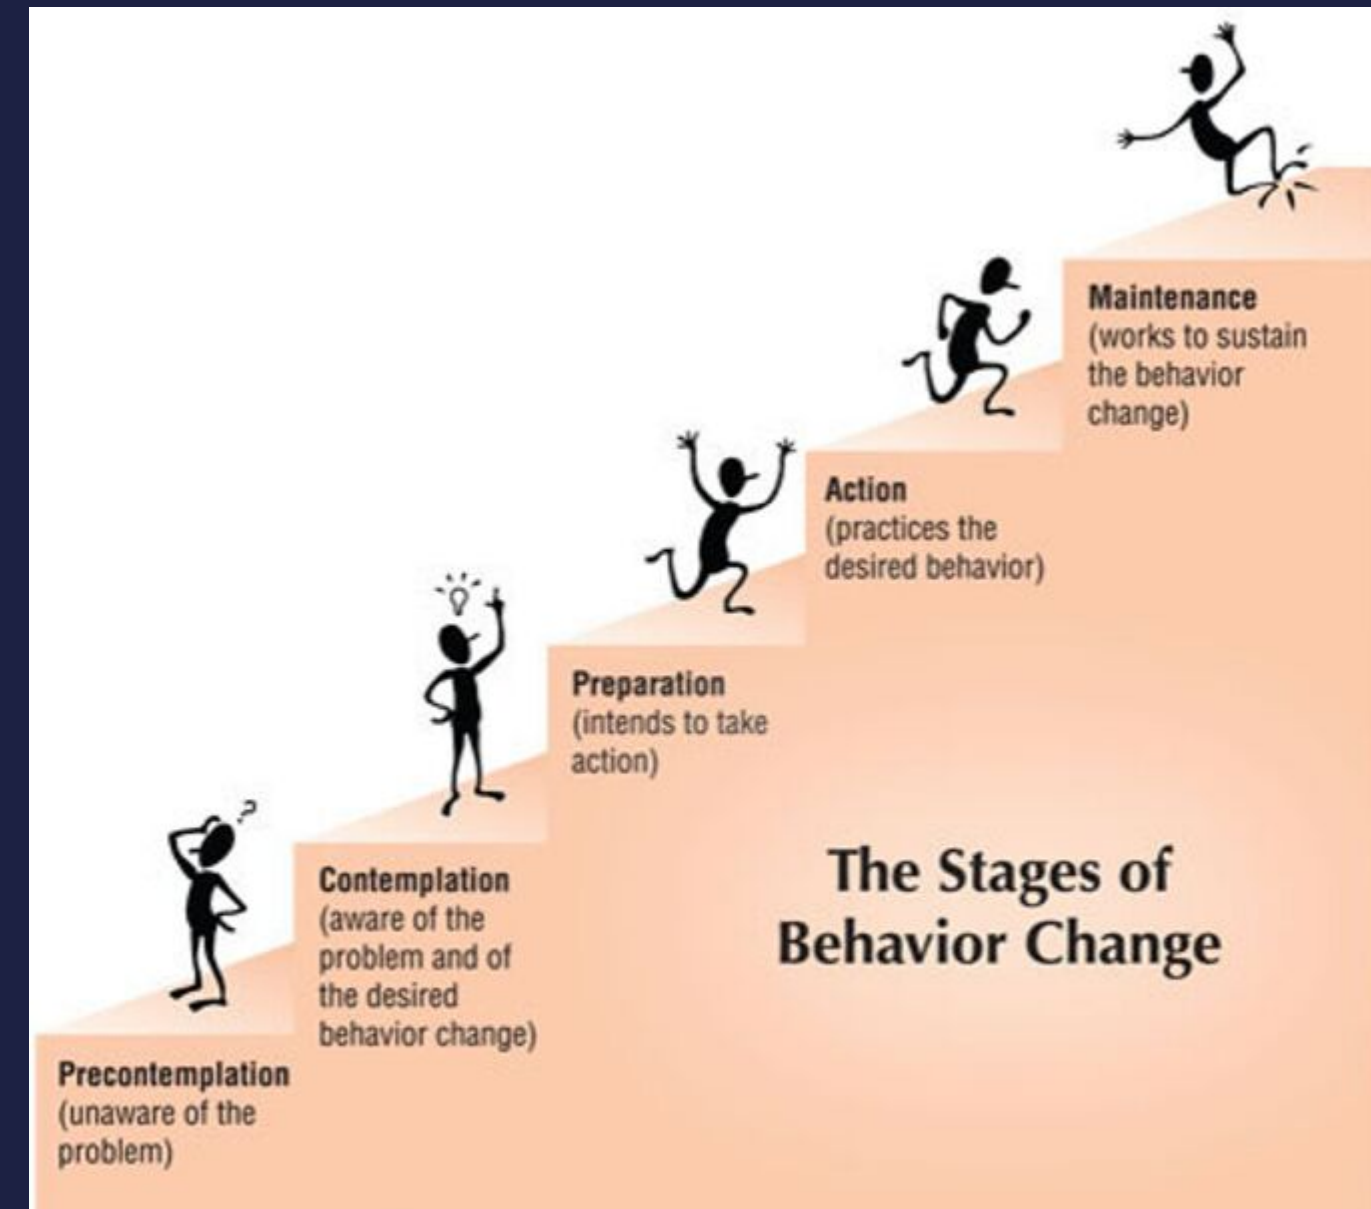 Maintenance
(works to sustain
the behavior
change)
Action
(practices the
desired behavior)
Preparation
(intends to take
action)
Contemplation
(aware of the
problem and of
the desired
behavior change)
Precontemplation
(unaware of the
problem)
The Stages of
Behavior Change
?